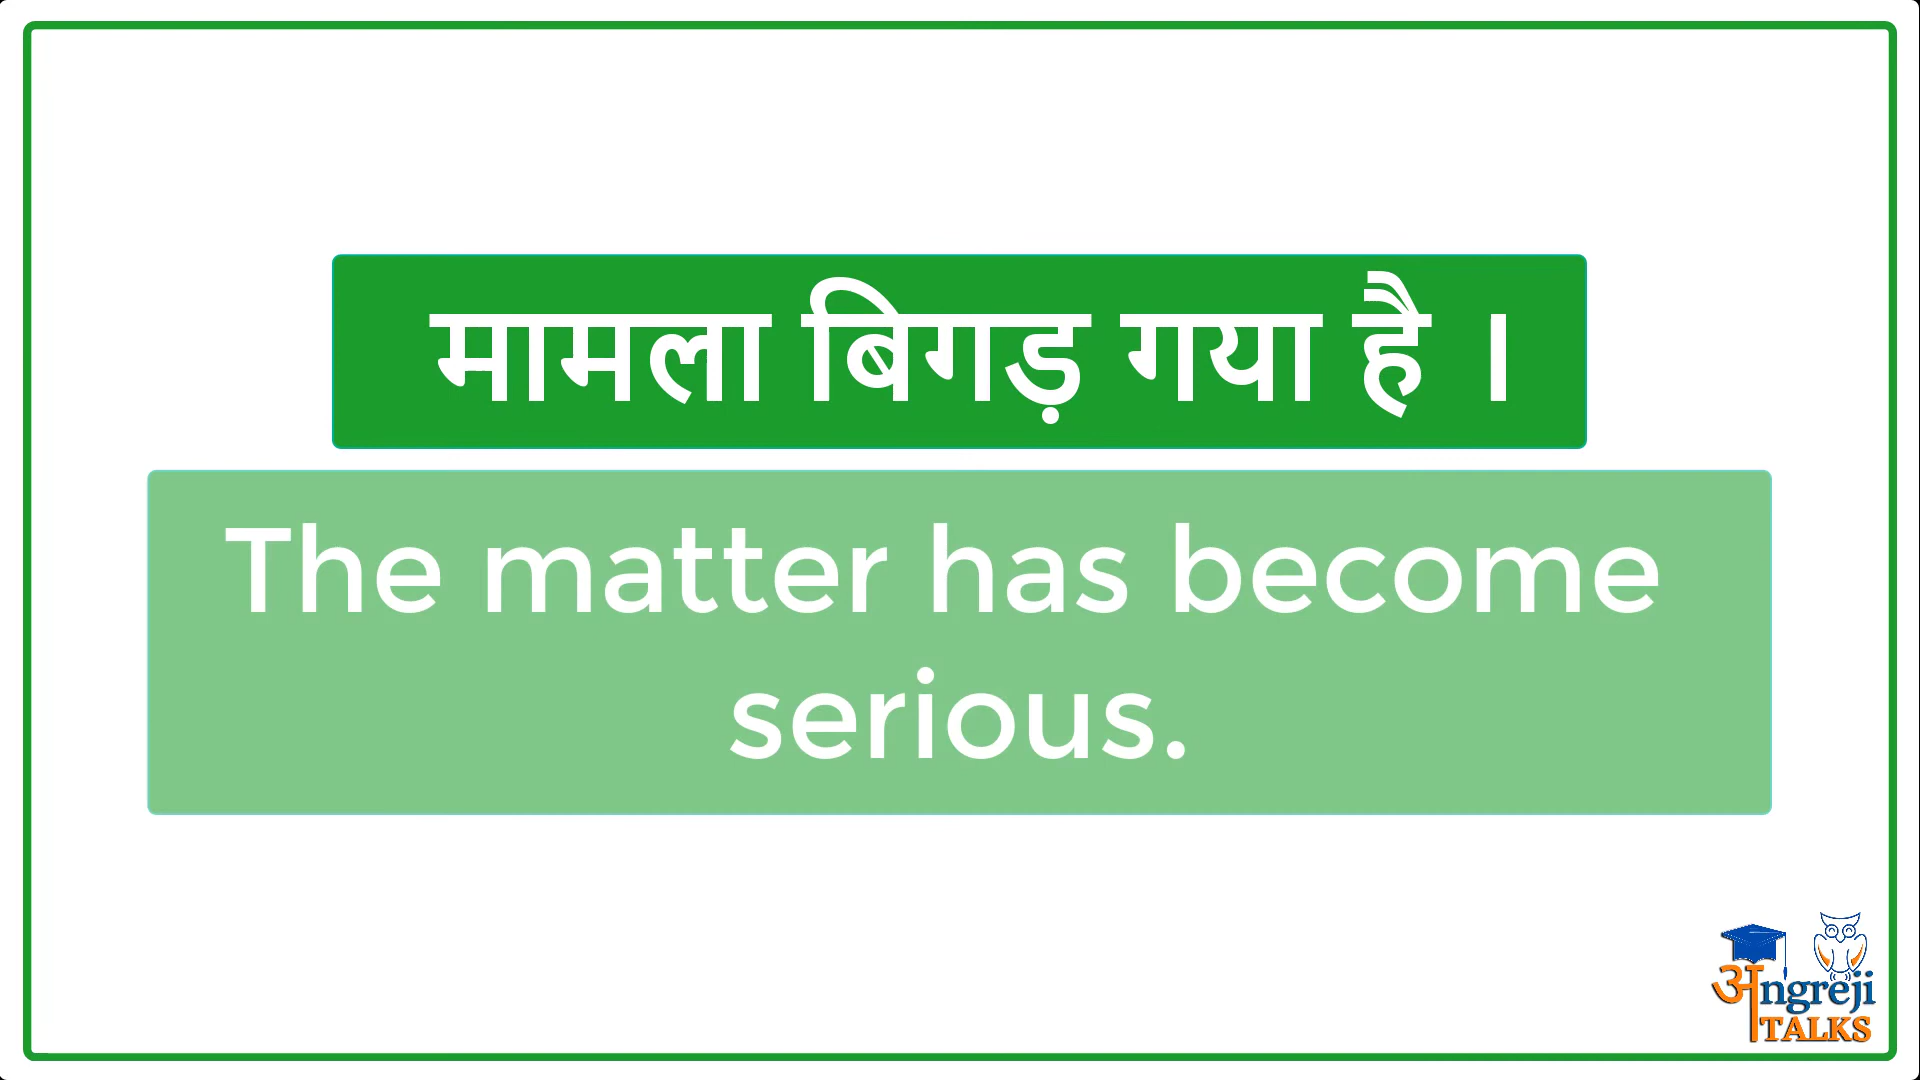 मामला बिगड़ गया है ।
The matter has become
serious.
अngreji
TALKS